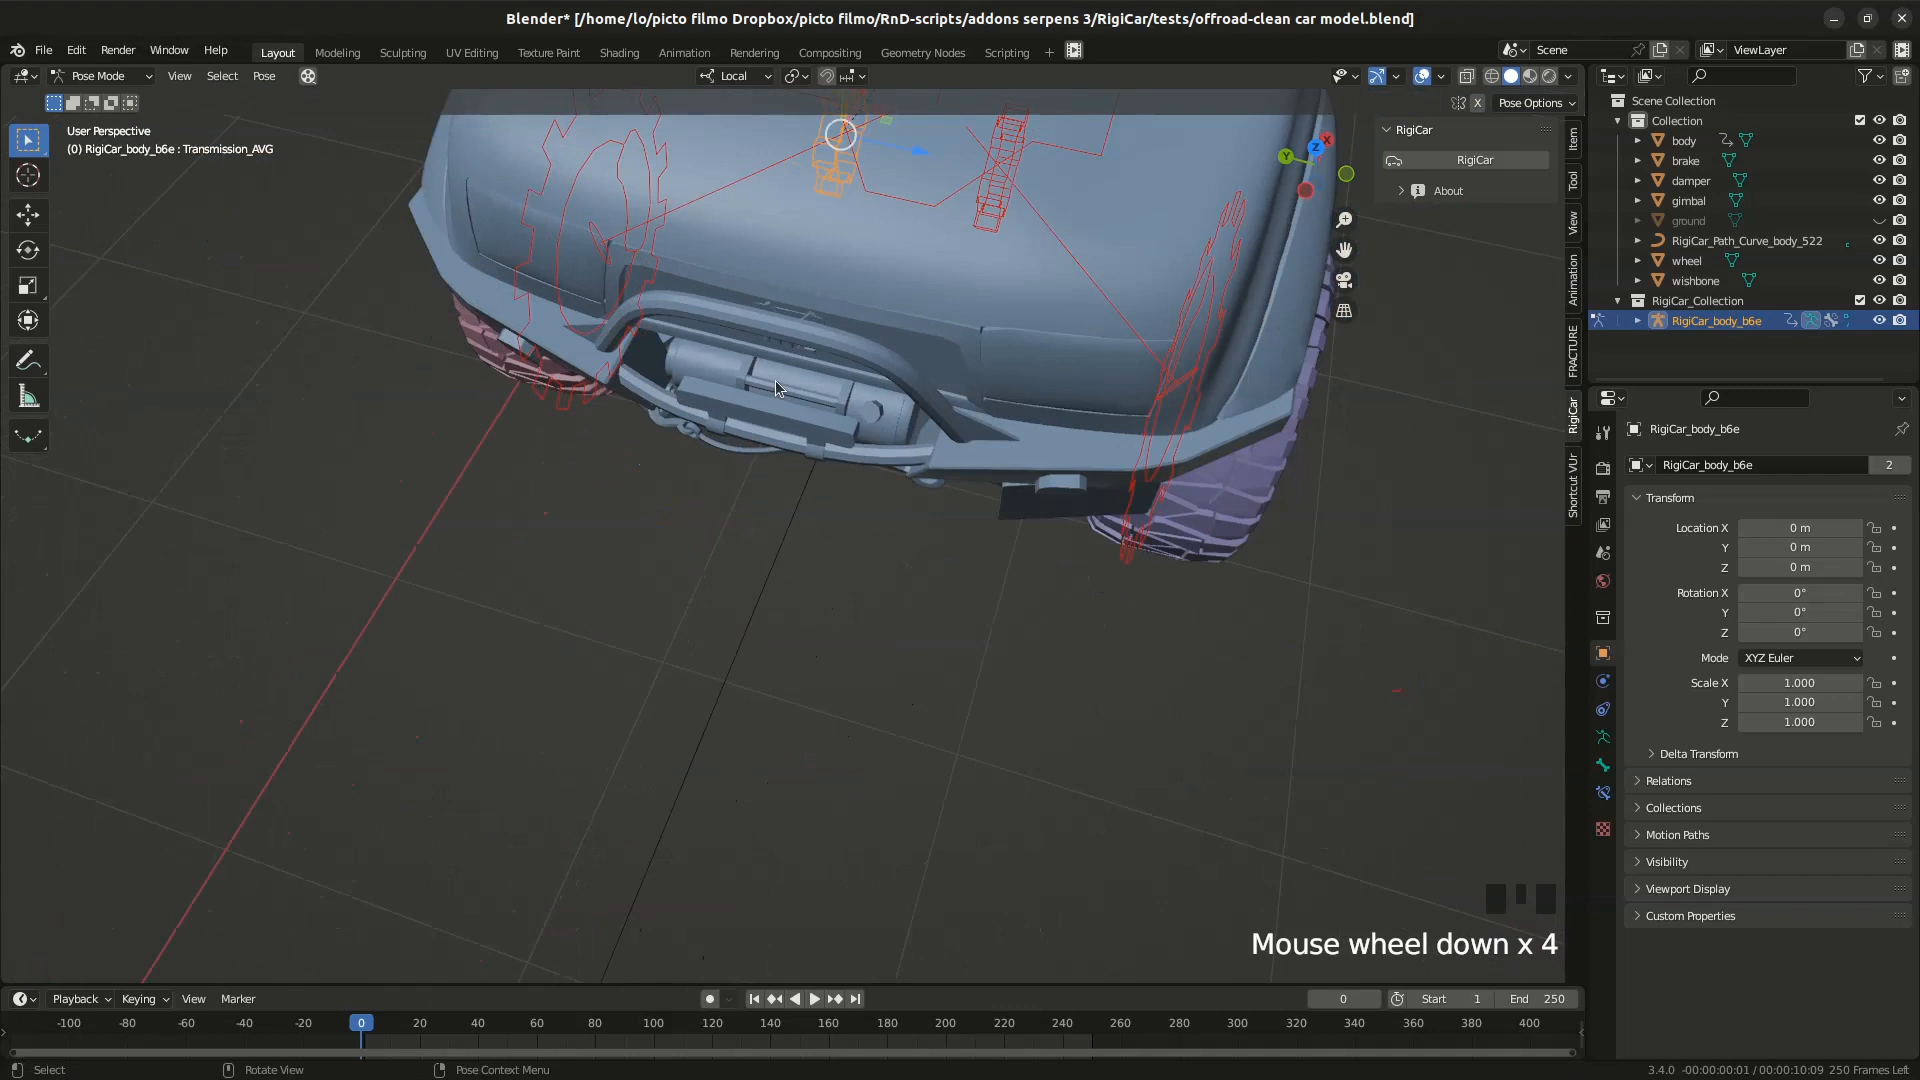 Blender* [/home/lo/picto filmo Dropbox/picto filmo/RnD-scripts/addons serpens 3/RigiCar/tests/offroad-clean car model.blend]
File Edit Render Window Help Layout Modeling Sculpting UV Editing Texture Paint Shading Animation Rendering Compositing Geometry Nodes Scripting + Scene ViewLayer
Pose Mode View Select Pose Local
X Pose Options
User Perspective
(0) RigiCar_body_b6e : Transmission_AVG
RigiCar
RigiCar
About
X
Y
Z
Item
Tool
View
Animation
FRACTURE
RigiCar
Shortcut VUr
Scene Collection
Collection
body
brake
damper
gimbal
ground
RigiCar_Path_Curve_body_522
wheel
wishbone
RigiCar_Collection
RigiCar_body_b6e
RigiCar_body_b6e
RigiCar_body_b6e 2
Transform
Location X 0 m
Y 0 m
Z 0 m
Rotation X 0°
Y 0°
Z 0°
Mode XYZ Euler
Scale X 1.000
Y 1.000
Z 1.000
Delta Transform
Relations
Collections
Motion Paths
Visibility
Viewport Display
Custom Properties
Mouse wheel down x 4
Playback Keying View Marker 0 Start 1 End 250
-100 -80 -60 -40 -20 0 20 40 60 80 100 120 140 160 180 200 220 240 260 280 300 320 340 360 380 400
Select Rotate View Pose Context Menu 3.4.0 -00:00:00:01 / 00:00:10:09 250 Frames Left